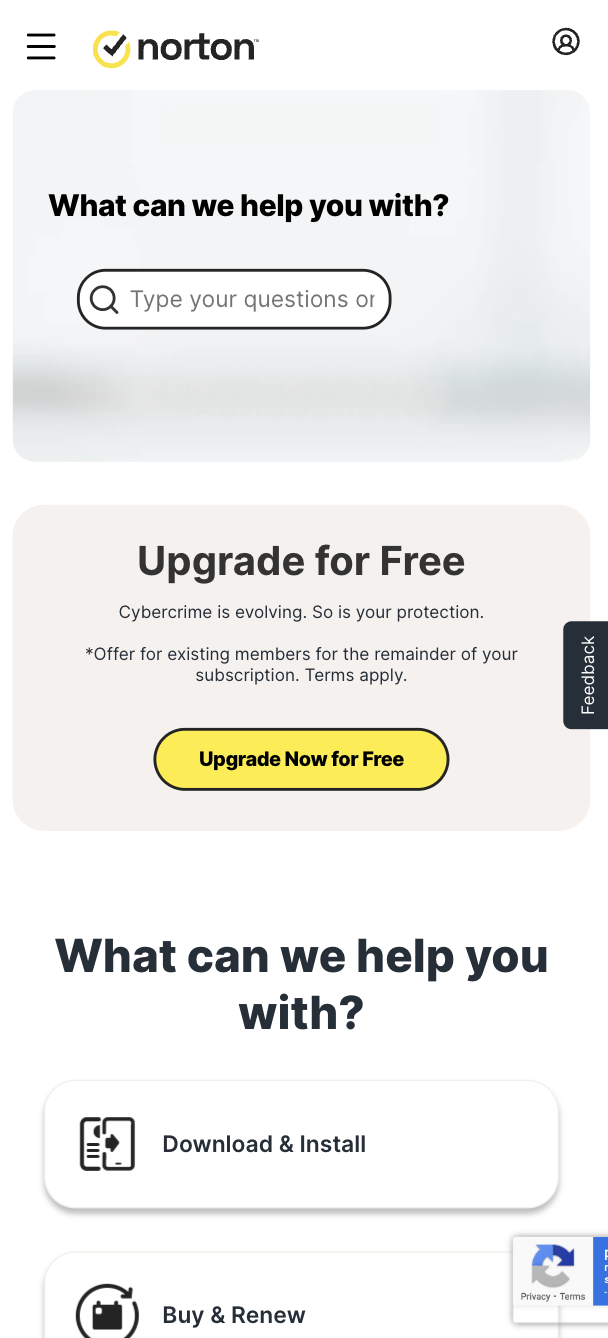 norton™
What can we help you with?
Type your questions or
Upgrade for Free
Cybercrime is evolving. So is your protection.
*Offer for existing members for the remainder of your
subscription. Terms apply.
Feedback
Upgrade Now for Free
What can we help you
with?
Download & Install
Privacy - Terms
Buy & Renew